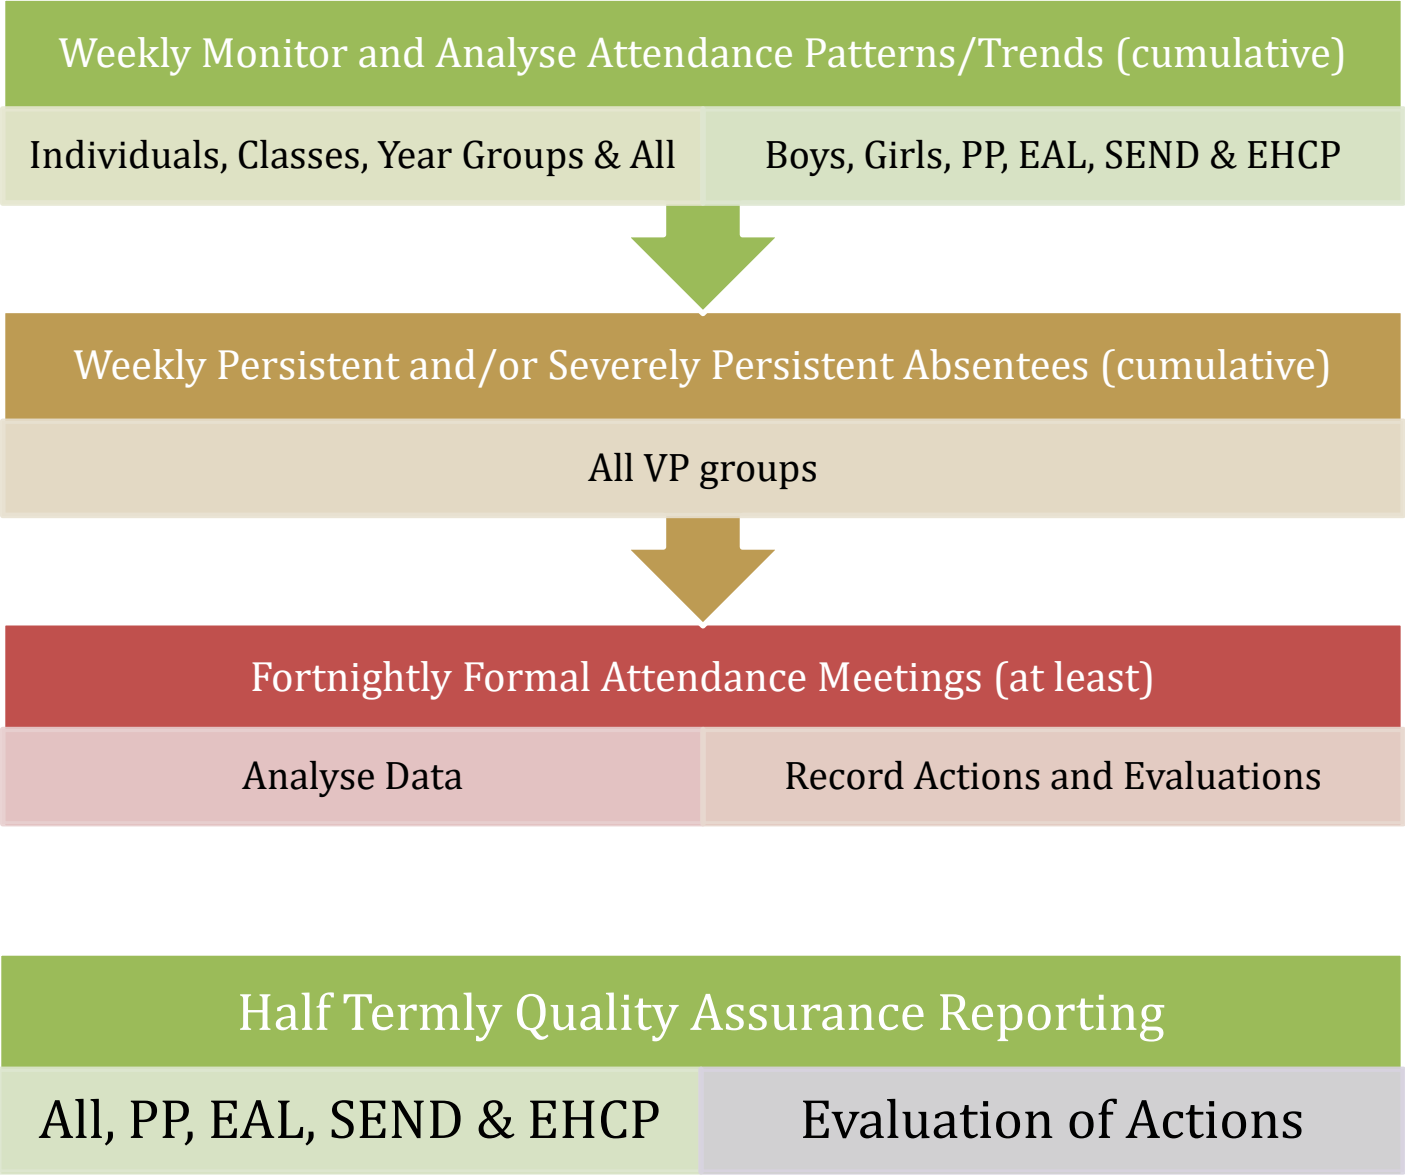 Weekly Monitor and Analyse Attendance Patterns/Trends (cumulative)
Individuals, Classes, Year Groups & All
Boys, Girls, PP, EAL, SEND & EHCP
Weekly Persistent and/or Severely Persistent Absentees (cumulative)
All VP groups
Fortnightly Formal Attendance Meetings (at least)
Analyse Data
Record Actions and Evaluations
Half Termly Quality Assurance Reporting
All, PP, EAL, SEND & EHCP
Evaluation of Actions